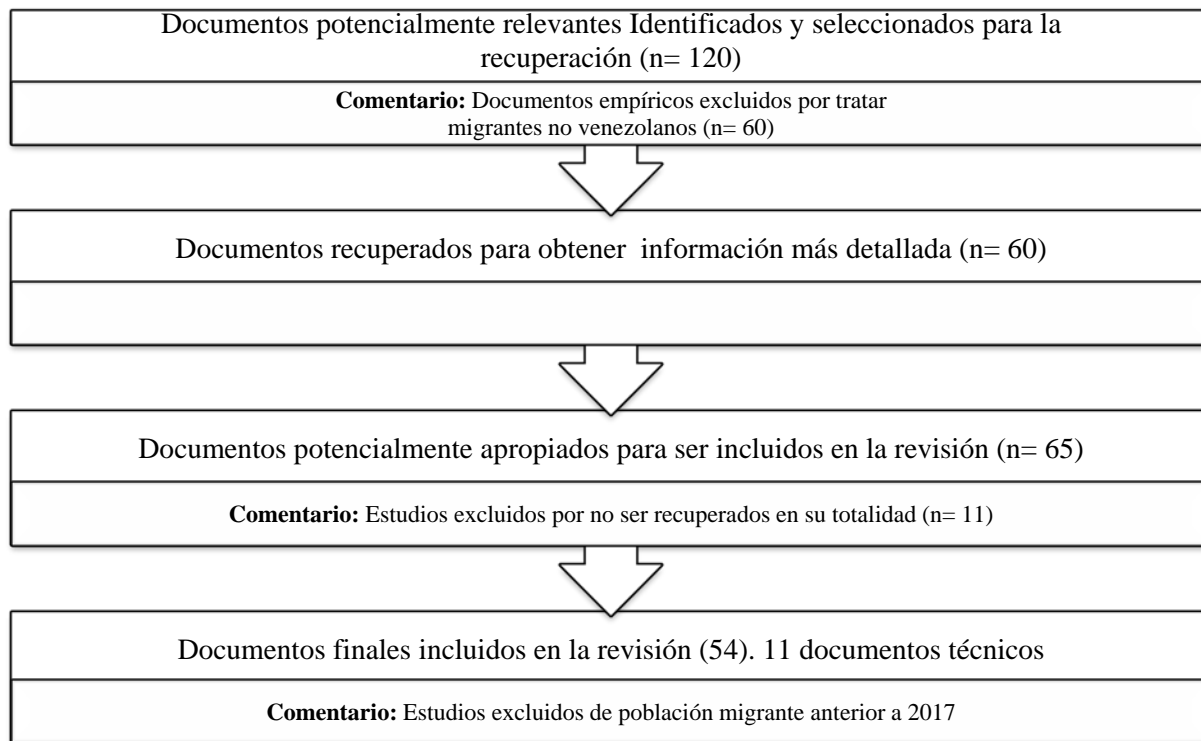 Documentos potencialmente relevantes Identificados y seleccionados para la
recuperación (n= 120)
Comentario: Documentos empíricos excluidos por tratar
migrantes no venezolanos (n= 60)
Documentos recuperados para obtener información más detallada (n= 60)
Documentos potencialmente apropiados para ser incluidos en la revisión (n= 65)
Comentario: Estudios excluidos por no ser recuperados en su totalidad (n= 11)
Documentos finales incluidos en la revisión (54). 11 documentos técnicos
Comentario: Estudios excluidos de población migrante anterior a 2017